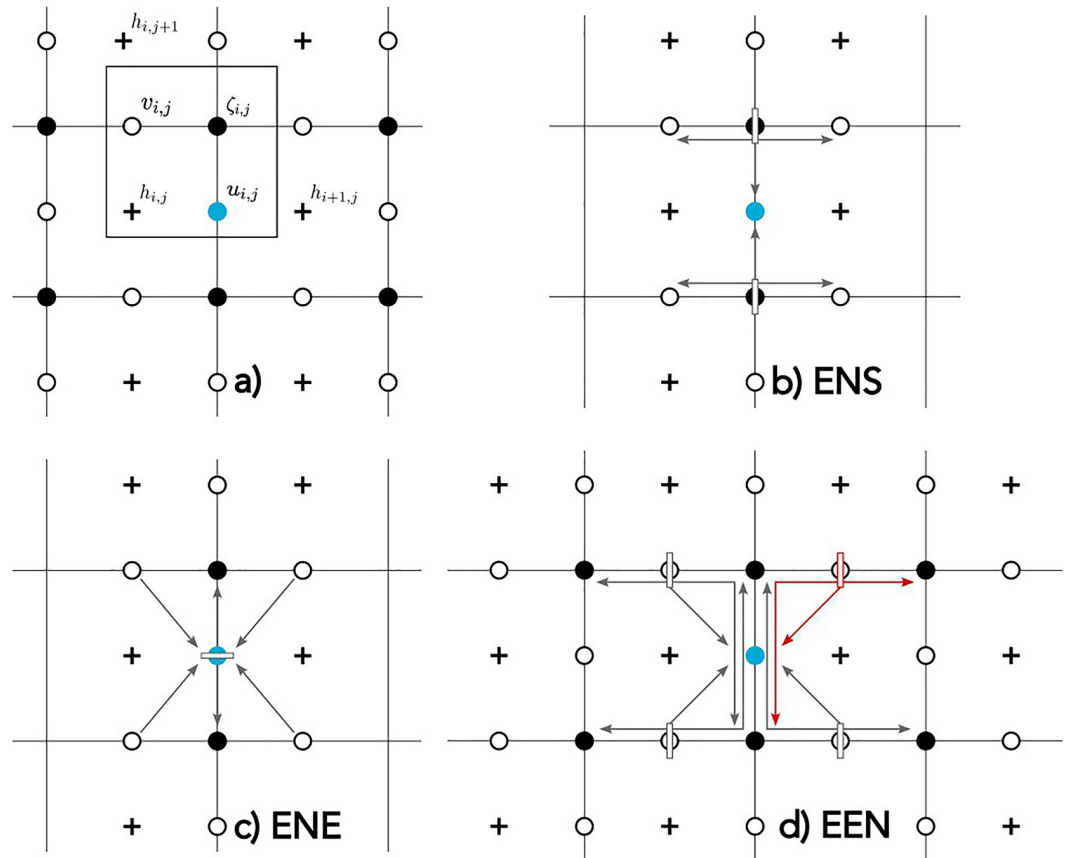 h_{i,j+1}
v_{i,j} ζ_{i,j}
h_{i,j} u_{i,j} h_{i+1,j}
a)
b) ENS
c) ENE
d) EEN